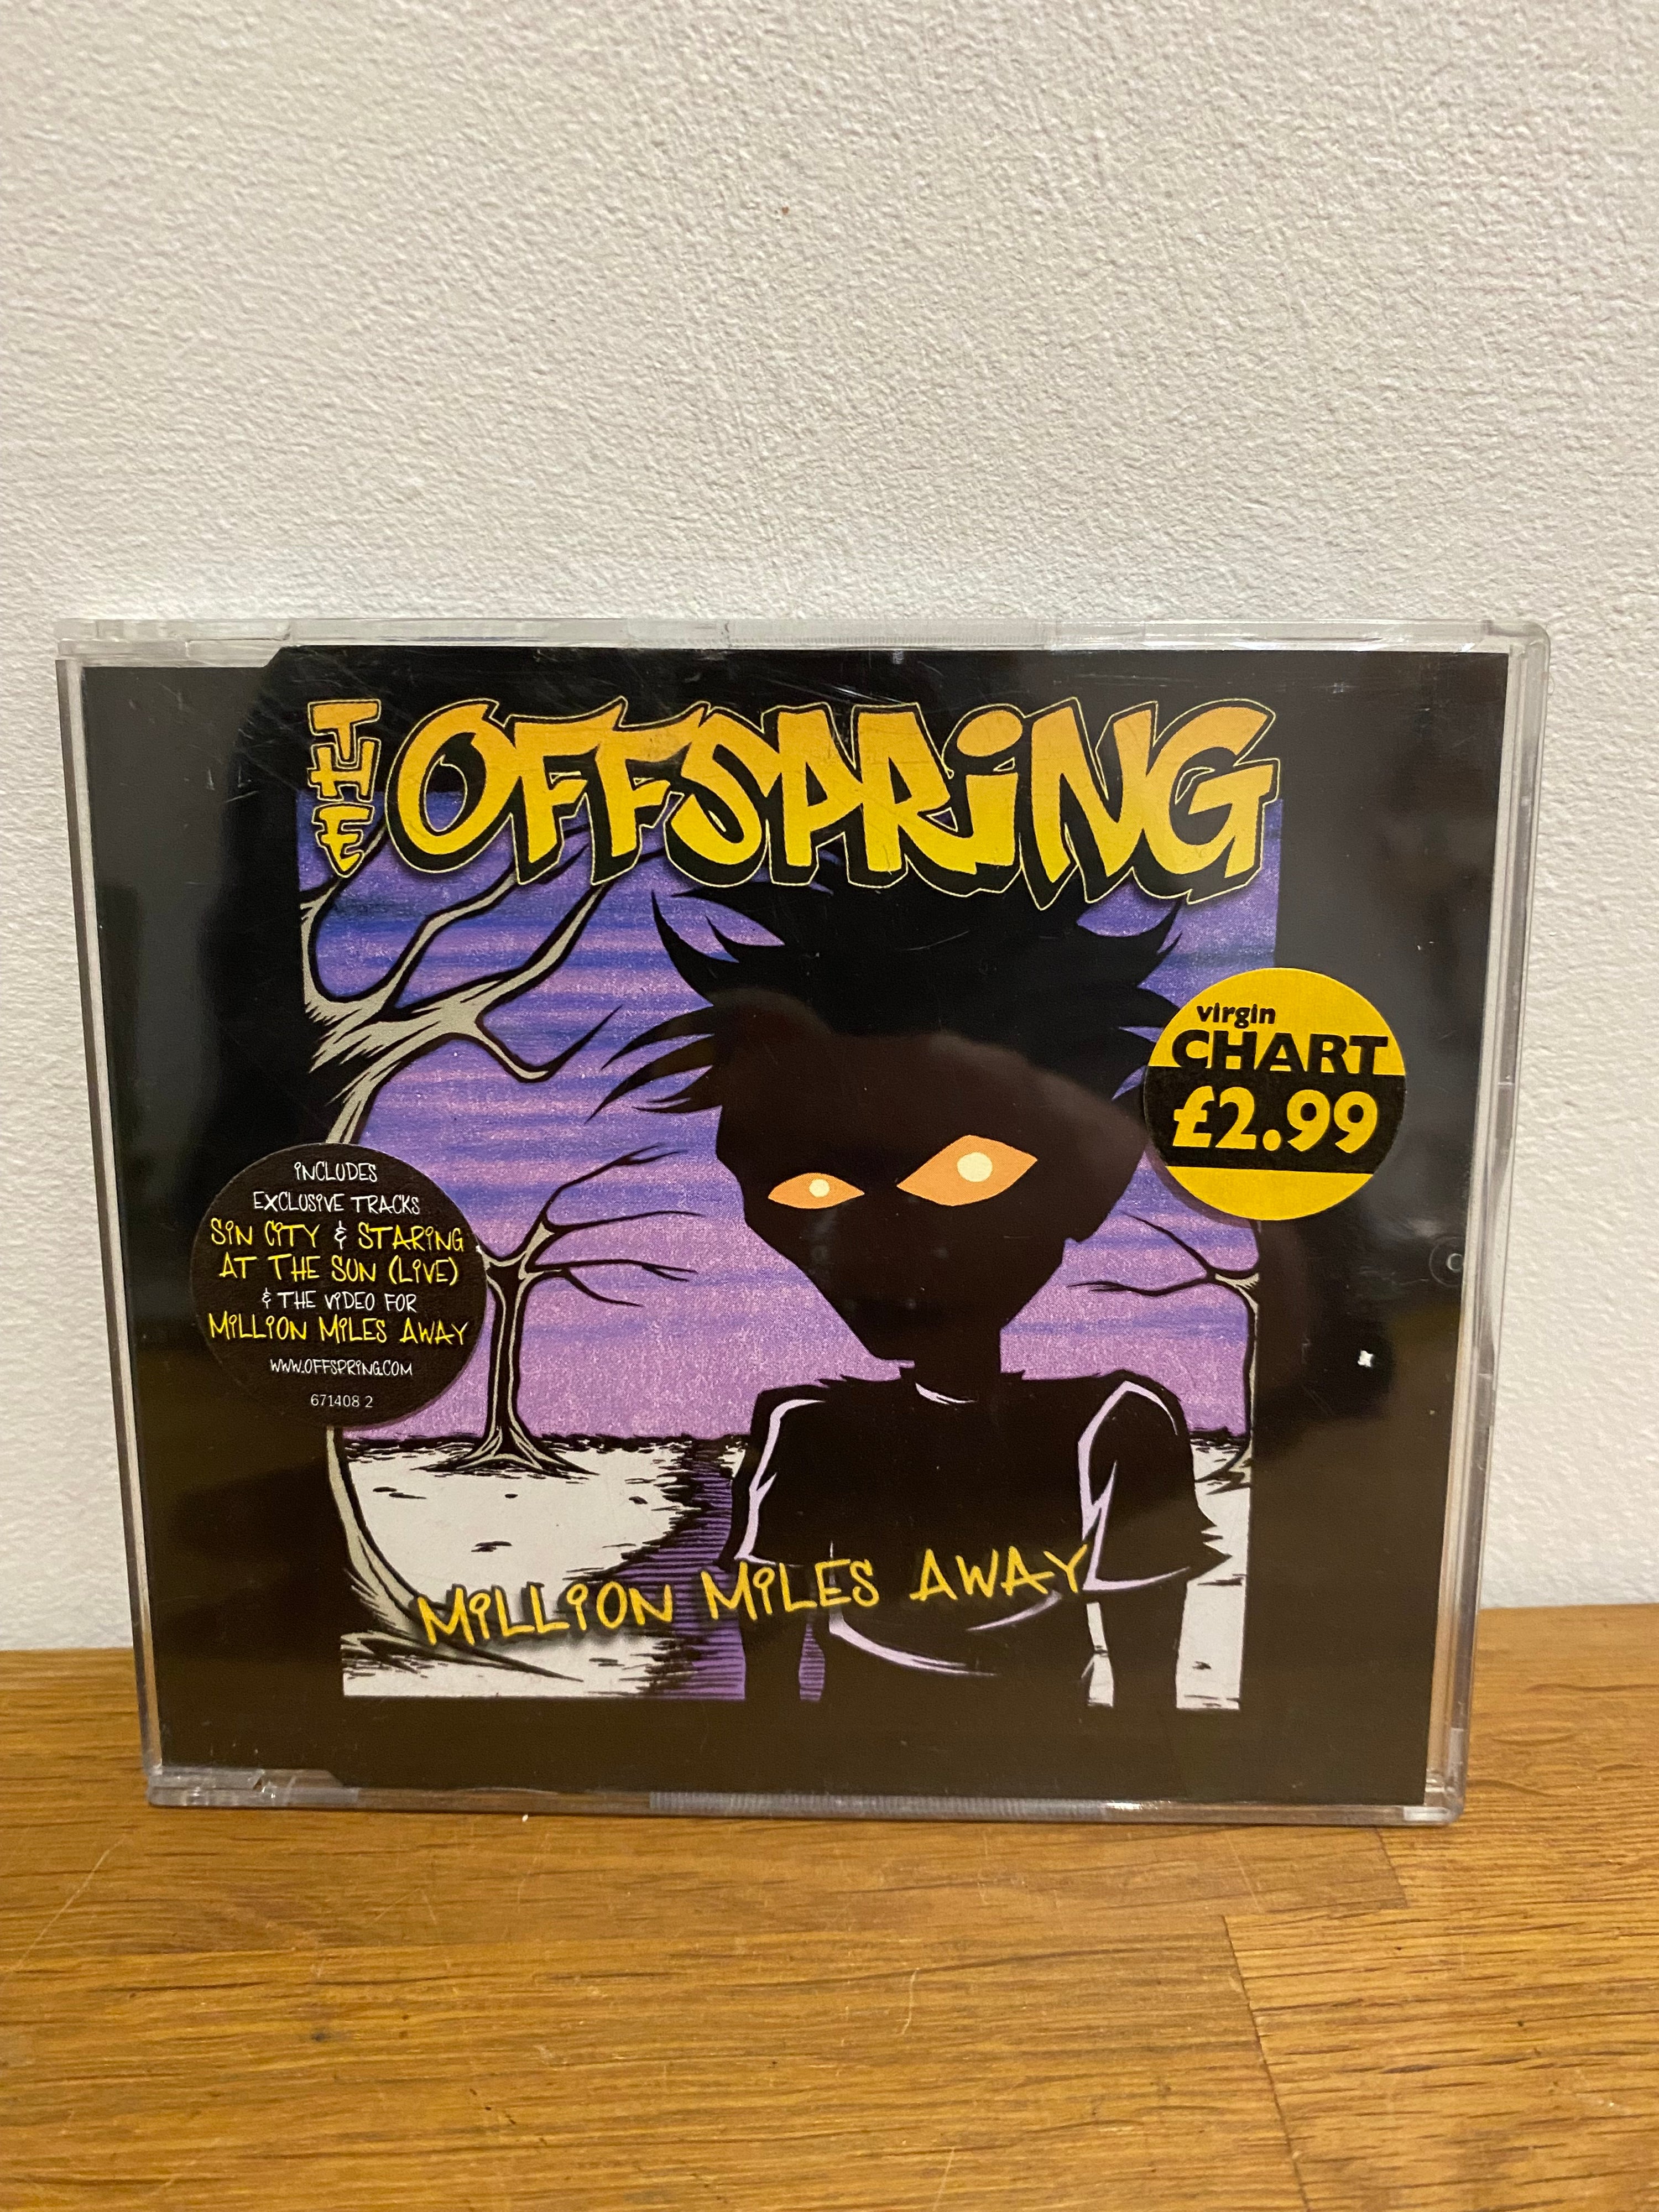 THE OFFSPRiNG
virgin
CHART
£2.99
iNCLUDES
EXCLUSiVE TRACKS
SiN CiTY & STARiNG
AT THE SUN (LiVE)
& THE ViDEO FOR
MiLLiON MiLES AWAY
WWW.OFFSPRiNG.COM
671408 2
MiLLiON MiLES AWAY